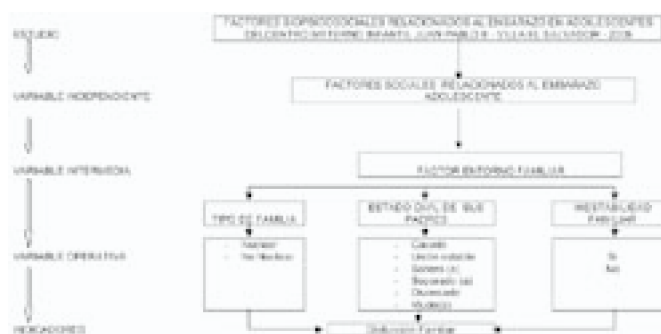 FACTORES BIOPSICOSOCIALES RELACIONADOS AL EMBARAZO EN ADOLESCENTES
DEL CENTRO MATERNO INFANTIL JUAN PABLO II - VILLA EL SALVADOR -
ESTUDIO
FACTORES SOCIALES RELACIONADOS AL EMBARAZO
ADOLESCENTE
VARIABLE INDEPENDIENTE
VARIABLE INTERMEDIA
FACTOR ENTORNO FAMILIAR
TIPO DE FAMILIA
ESTADO CIVIL DE SUS
PADRES
INESTABILIDAD
FAMILIAR
VARIABLE OPERATIVA
- Nuclear
- No Nuclear
- Casado
- Unión estable
- Soltero (a)
- Separado (a)
- Divorciado
- Viudo(a)
Si
No
INDICADORES
Disfunción Familiar